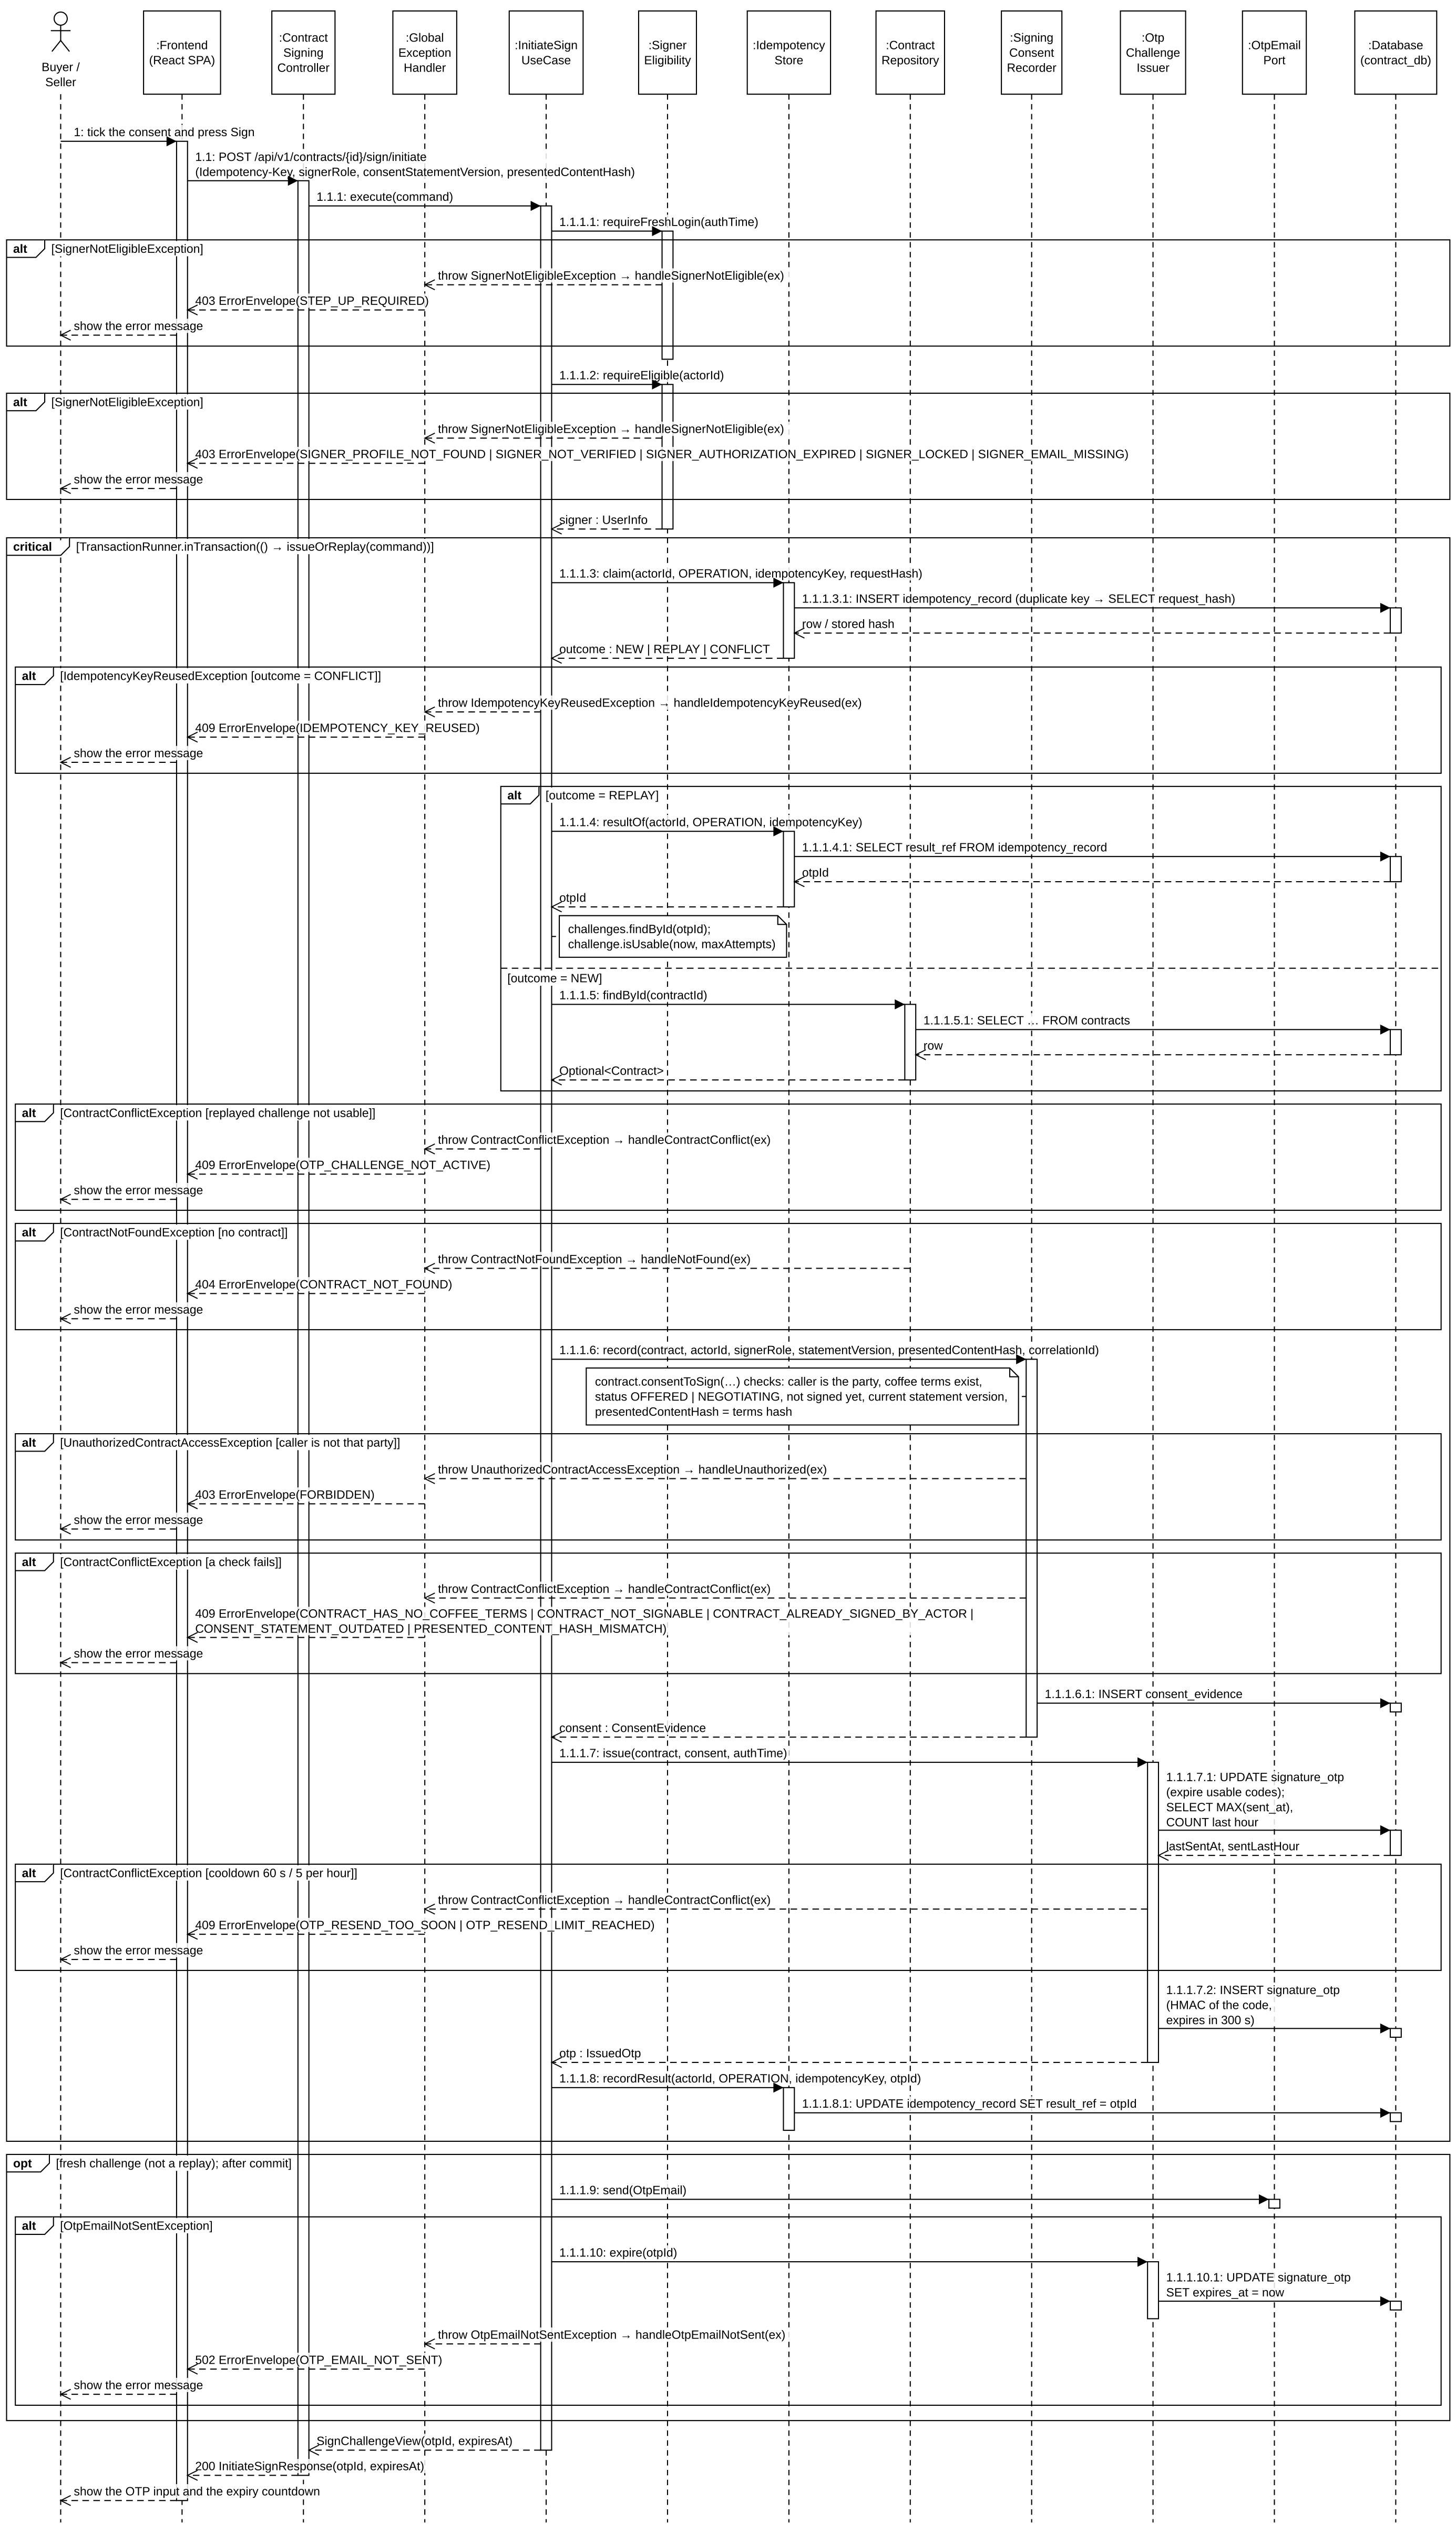 Buyer /
Seller
:Frontend
(React SPA)
:Contract
Signing
Controller
:Global
Exception
Handler
:InitiateSign
UseCase
:Signer
Eligibility
:Idempotency
Store
:Contract
Repository
:Signing
Consent
Recorder
:Otp
Challenge
Issuer
:OtpEmail
Port
:Database
(contract_db)
1: tick the consent and press Sign
1.1: POST /api/v1/contracts/{id}/sign/initiate
(Idempotency-Key, signerRole, consentStatementVersion, presentedContentHash)
1.1.1: execute(command)
1.1.1.1: requireFreshLogin(authTime)
alt [SignerNotEligibleException]
throw SignerNotEligibleException → handleSignerNotEligible(ex)
403 ErrorEnvelope(STEP_UP_REQUIRED)
show the error message
1.1.1.2: requireEligible(actorId)
alt [SignerNotEligibleException]
throw SignerNotEligibleException → handleSignerNotEligible(ex)
403 ErrorEnvelope(SIGNER_PROFILE_NOT_FOUND | SIGNER_NOT_VERIFIED | SIGNER_AUTHORIZATION_EXPIRED | SIGNER_LOCKED | SIGNER_EMAIL_MISSING)
show the error message
signer : UserInfo
critical [TransactionRunner.inTransaction(() → issueOrReplay(command))]
1.1.1.3: claim(actorId, OPERATION, idempotencyKey, requestHash)
1.1.1.3.1: INSERT idempotency_record (duplicate key → SELECT request_hash)
row / stored hash
outcome : NEW | REPLAY | CONFLICT
alt [IdempotencyKeyReusedException [outcome = CONFLICT]]
throw IdempotencyKeyReusedException → handleIdempotencyKeyReused(ex)
409 ErrorEnvelope(IDEMPOTENCY_KEY_REUSED)
show the error message
alt [outcome = REPLAY]
1.1.1.4: resultOf(actorId, OPERATION, idempotencyKey)
1.1.1.4.1: SELECT result_ref FROM idempotency_record
otpId
otpId
challenges.findById(otpId);
challenge.isUsable(now, maxAttempts)
[outcome = NEW]
1.1.1.5: findById(contractId)
1.1.1.5.1: SELECT … FROM contracts
row
Optional<Contract>
alt [ContractConflictException [replayed challenge not usable]]
throw ContractConflictException → handleContractConflict(ex)
409 ErrorEnvelope(OTP_CHALLENGE_NOT_ACTIVE)
show the error message
alt [ContractNotFoundException [no contract]]
throw ContractNotFoundException → handleNotFound(ex)
404 ErrorEnvelope(CONTRACT_NOT_FOUND)
show the error message
1.1.1.6: record(contract, actorId, signerRole, statementVersion, presentedContentHash, correlationId)
contract.consentToSign(…) checks: caller is the party, coffee terms exist,
status OFFERED | NEGOTIATING, not signed yet, current statement version,
presentedContentHash = terms hash
alt [UnauthorizedContractAccessException [caller is not that party]]
throw UnauthorizedContractAccessException → handleUnauthorized(ex)
403 ErrorEnvelope(FORBIDDEN)
show the error message
alt [ContractConflictException [a check fails]]
throw ContractConflictException → handleContractConflict(ex)
409 ErrorEnvelope(CONTRACT_HAS_NO_COFFEE_TERMS | CONTRACT_NOT_SIGNABLE | CONTRACT_ALREADY_SIGNED_BY_ACTOR |
CONSENT_STATEMENT_OUTDATED | PRESENTED_CONTENT_HASH_MISMATCH)
show the error message
1.1.1.6.1: INSERT consent_evidence
consent : ConsentEvidence
1.1.1.7: issue(contract, consent, authTime)
1.1.1.7.1: UPDATE signature_otp
(expire usable codes);
SELECT MAX(sent_at),
COUNT last hour
lastSentAt, sentLastHour
alt [ContractConflictException [cooldown 60 s / 5 per hour]]
throw ContractConflictException → handleContractConflict(ex)
409 ErrorEnvelope(OTP_RESEND_TOO_SOON | OTP_RESEND_LIMIT_REACHED)
show the error message
1.1.1.7.2: INSERT signature_otp
(HMAC of the code,
expires in 300 s)
otp : IssuedOtp
1.1.1.8: recordResult(actorId, OPERATION, idempotencyKey, otpId)
1.1.1.8.1: UPDATE idempotency_record SET result_ref = otpId
opt [fresh challenge (not a replay); after commit]
1.1.1.9: send(OtpEmail)
alt [OtpEmailNotSentException]
1.1.1.10: expire(otpId)
1.1.1.10.1: UPDATE signature_otp
SET expires_at = now
throw OtpEmailNotSentException → handleOtpEmailNotSent(ex)
502 ErrorEnvelope(OTP_EMAIL_NOT_SENT)
show the error message
SignChallengeView(otpId, expiresAt)
200 InitiateSignResponse(otpId, expiresAt)
show the OTP input and the expiry countdown